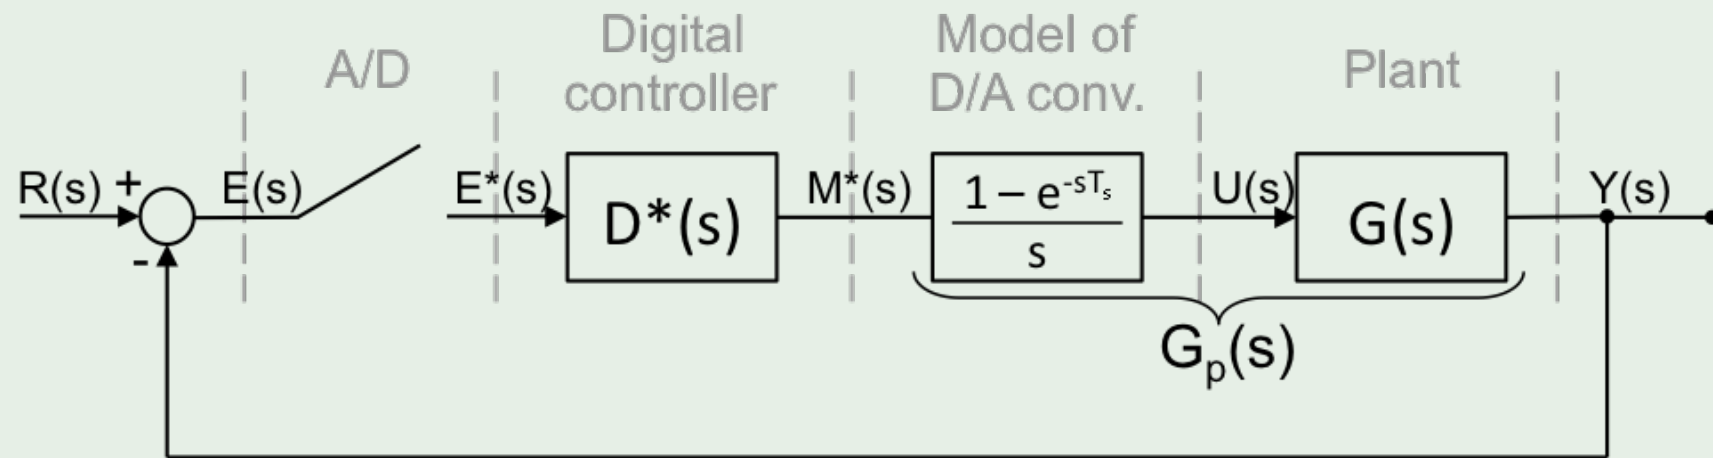 A/D
Digital
controller
Model of
D/A conv.
Plant
R(s)
+
-
E(s)
E*(s)
D*(s)
M*(s)
1 – e^-sTₛ
s
U(s)
G(s)
Y(s)
Gₚ(s)